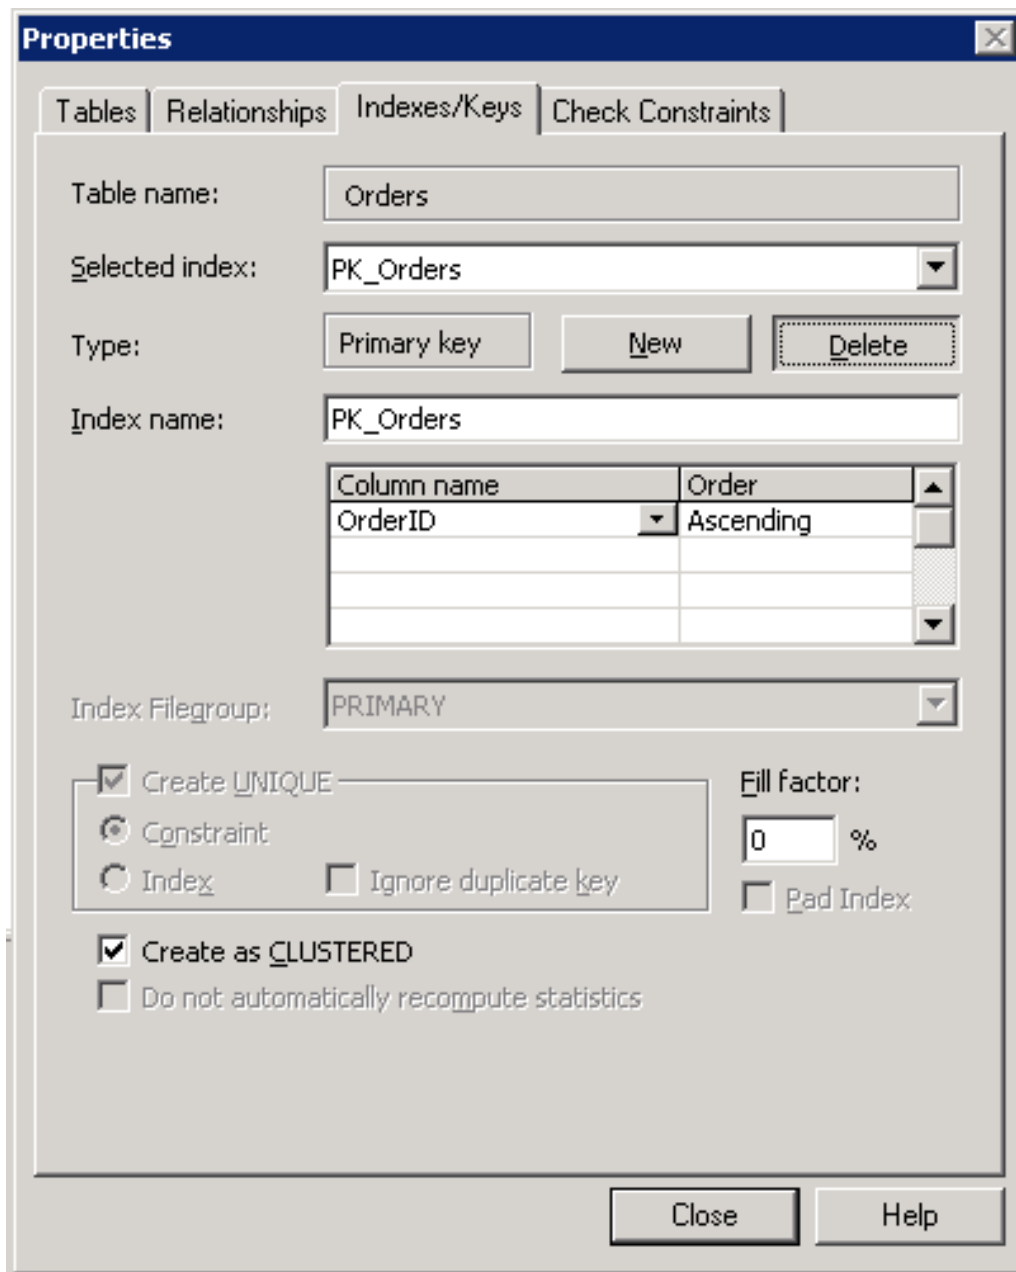 Properties
Tables Relationships Indexes/Keys Check Constraints
Table name: Orders
Selected index: PK_Orders
Type: Primary key New Delete
Index name: PK_Orders
Column name Order
OrderID Ascending
Index Filegroup: PRIMARY
Create UNIQUE Fill factor:
Constraint 0 %
Index Ignore duplicate key Pad Index
Create as CLUSTERED
Do not automatically recompute statistics
Close Help